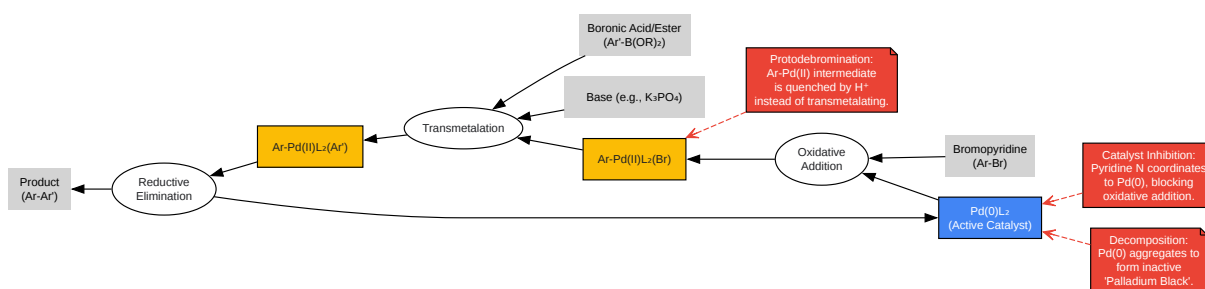 Boronic Acid/Ester
(Ar'-B(OR)₂)
Base (e.g., K₃PO₄)
Protodebromination:
Ar-Pd(II) intermediate
is quenched by H⁺
instead of transmetalating.
Transmetalation
Ar-Pd(II)L₂(Ar')
Ar-Pd(II)L₂(Br)
Oxidative
Addition
Bromopyridine
(Ar-Br)
Catalyst Inhibition:
Pyridine N coordinates
to Pd(0), blocking
oxidative addition.
Product
(Ar-Ar')
Reductive
Elimination
Pd(0)L₂
(Active Catalyst)
Decomposition:
Pd(0) aggregates to
form inactive
'Palladium Black'.